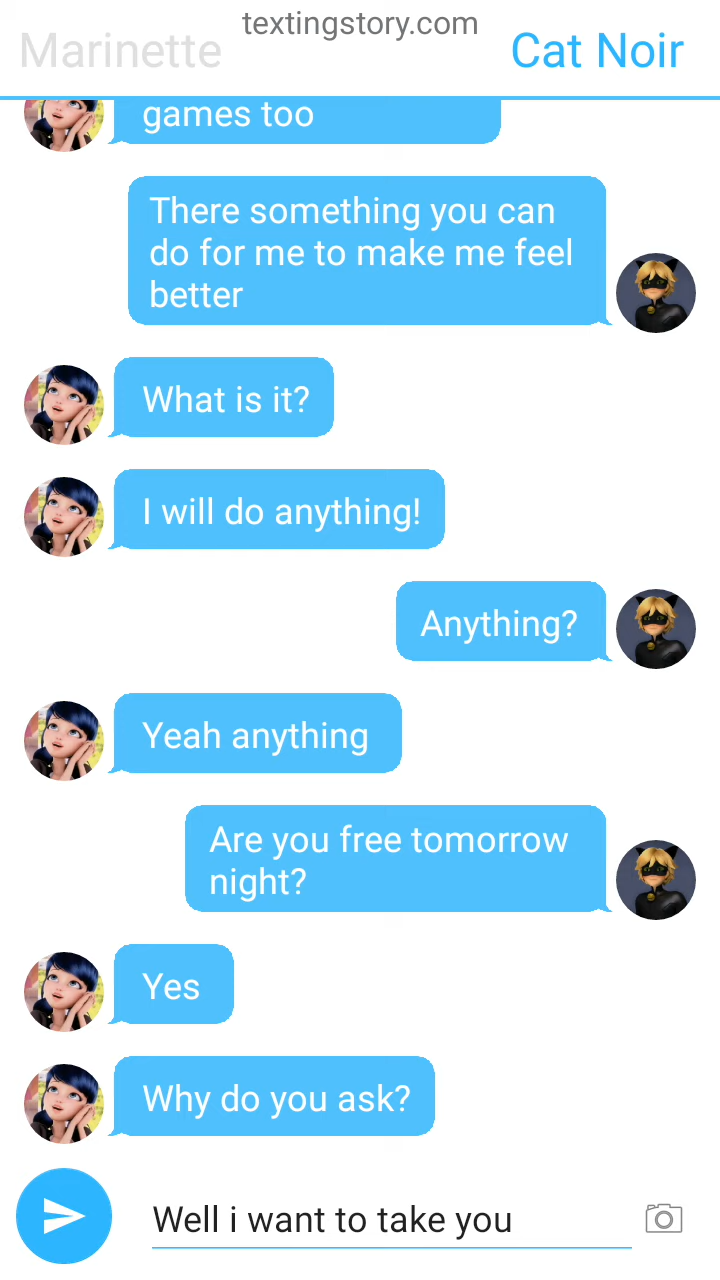 textingstory.com
Marinette
Cat Noir
games too
There something you can
do for me to make me feel
better
What is it?
I will do anything!
Anything?
Yeah anything
Are you free tomorrow
night?
Yes
Why do you ask?
Well i want to take you